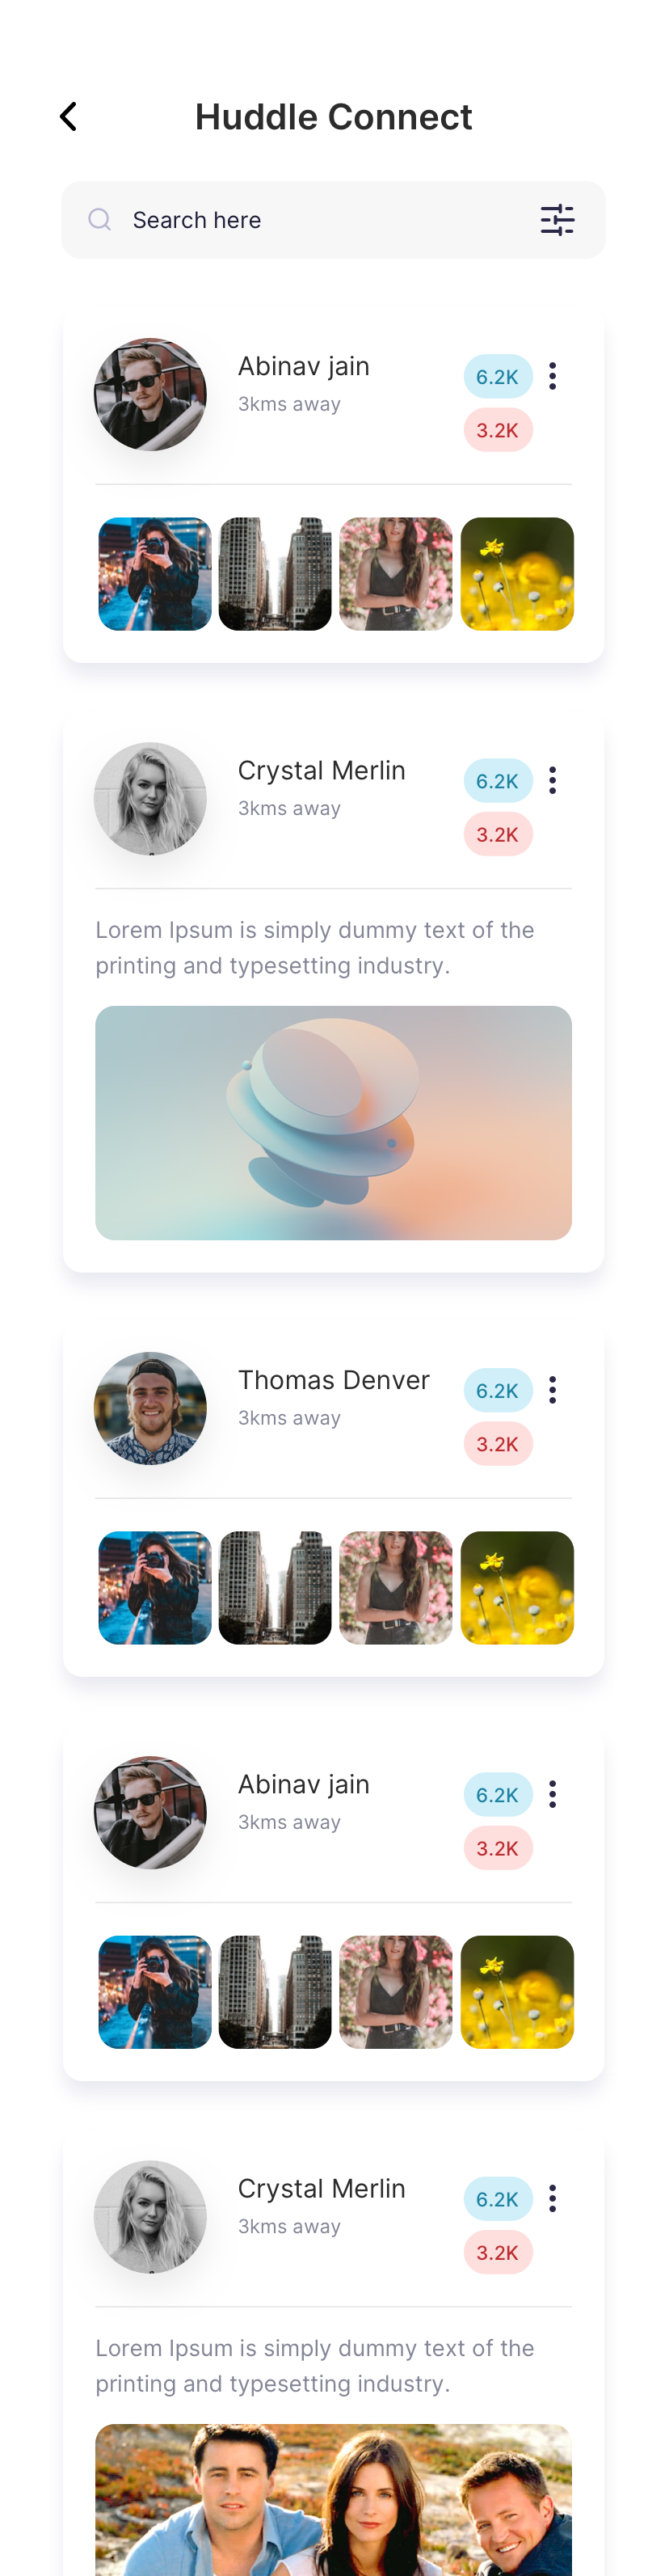 Huddle Connect
Search here
Abinav jain
6.2K
3kms away
3.2K
Crystal Merlin
6.2K
3kms away
3.2K
Lorem Ipsum is simply dummy text of the
printing and typesetting industry.
Thomas Denver
6.2K
3kms away
3.2K
Abinav jain
6.2K
3kms away
3.2K
Crystal Merlin
6.2K
3kms away
3.2K
Lorem Ipsum is simply dummy text of the
printing and typesetting industry.